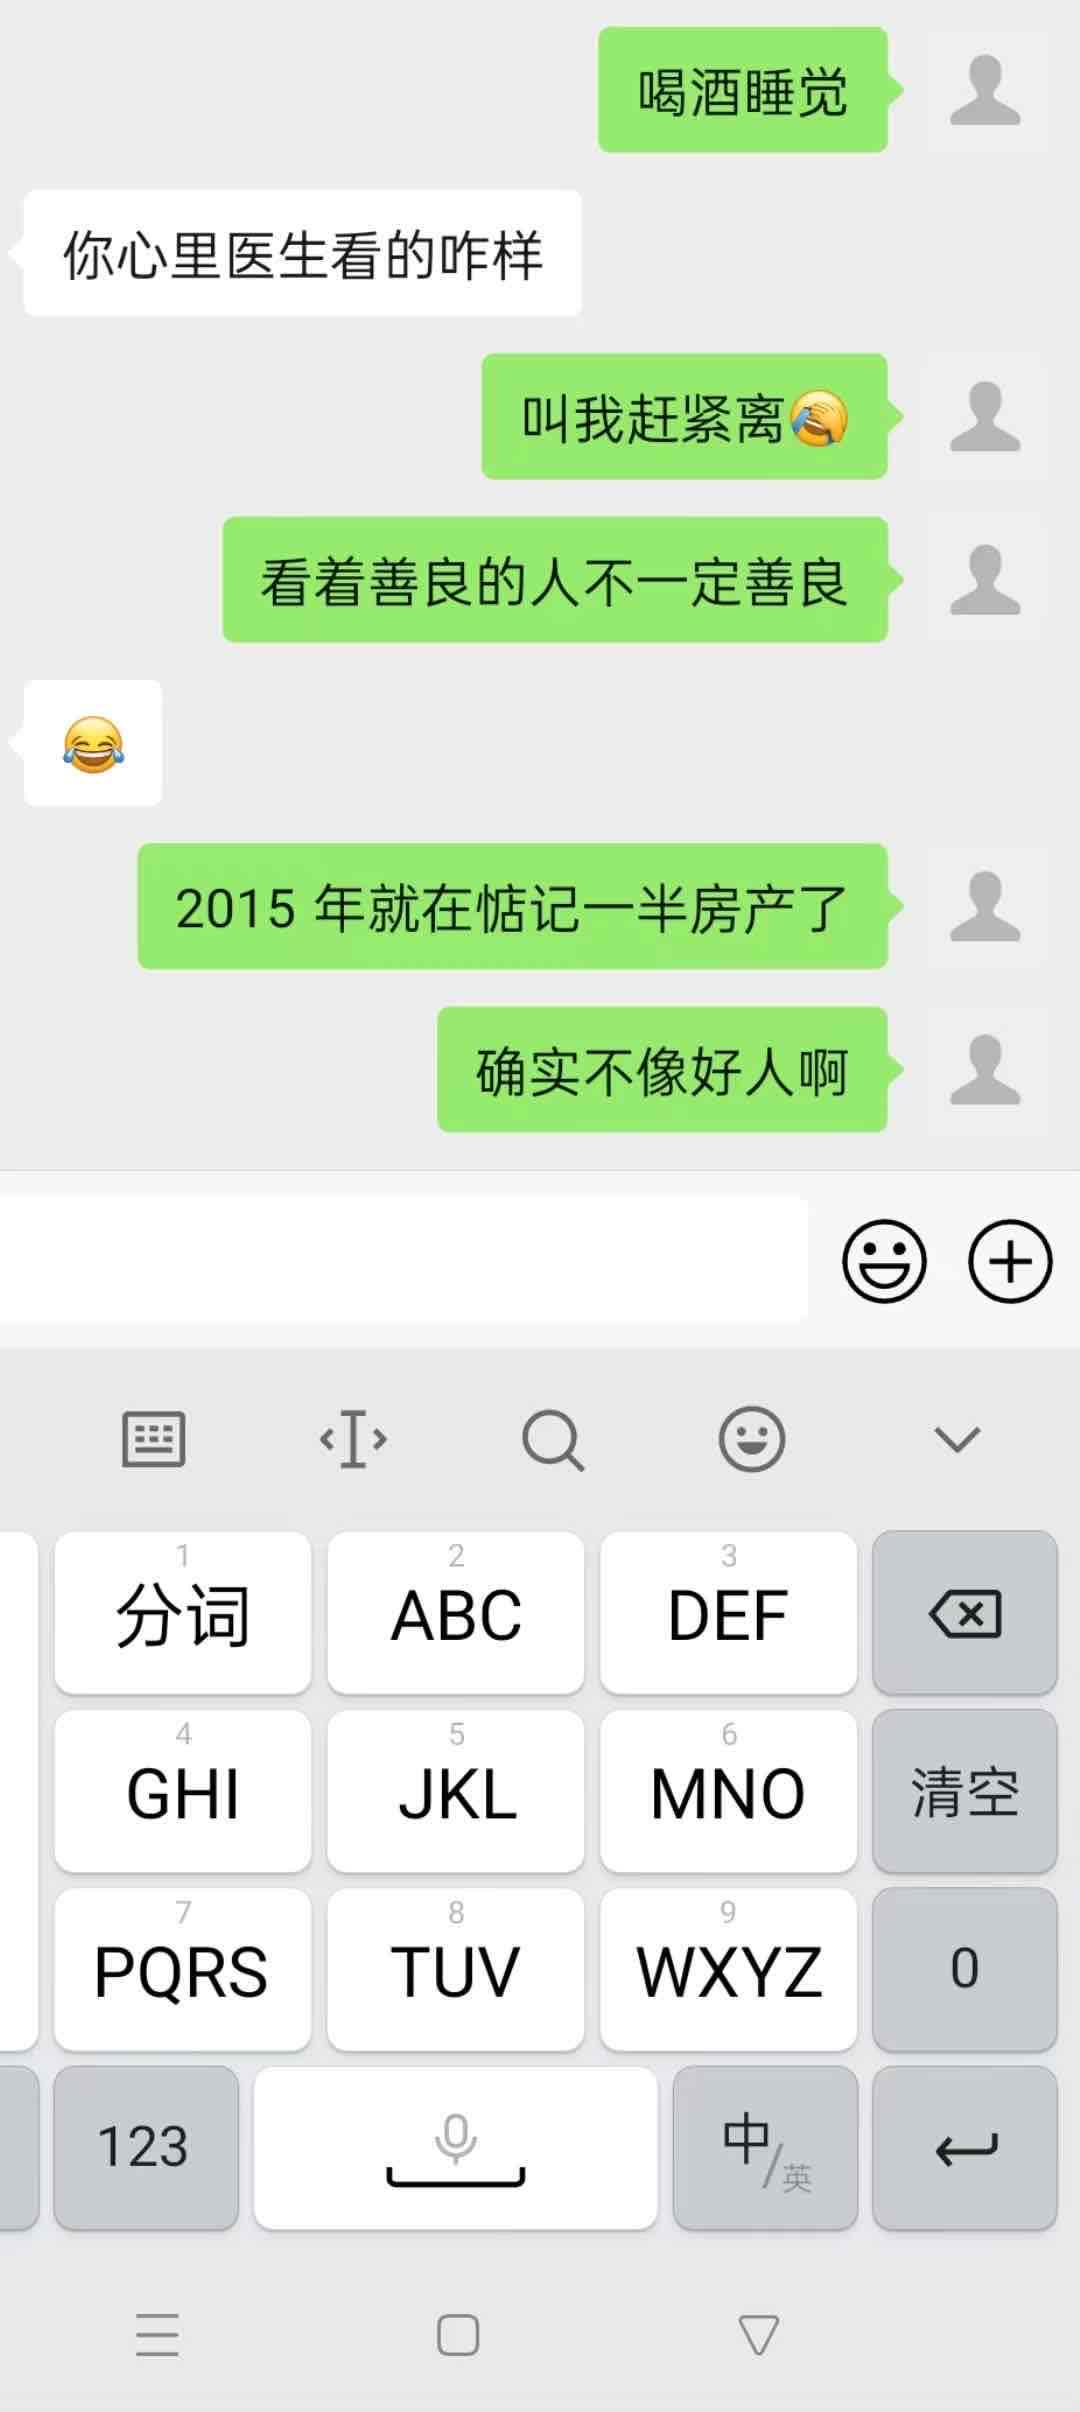 喝酒睡觉
你心里医生看的咋样
叫我赶紧离🤣
看着善良的人不一定善良
😂
2015 年就在惦记一半房产了
确实不像好人啊
1
分词
2
ABC
3
DEF
4
GHI
5
JKL
6
MNO
清空
7
PQRS
8
TUV
9
WXYZ
0
123
中/英